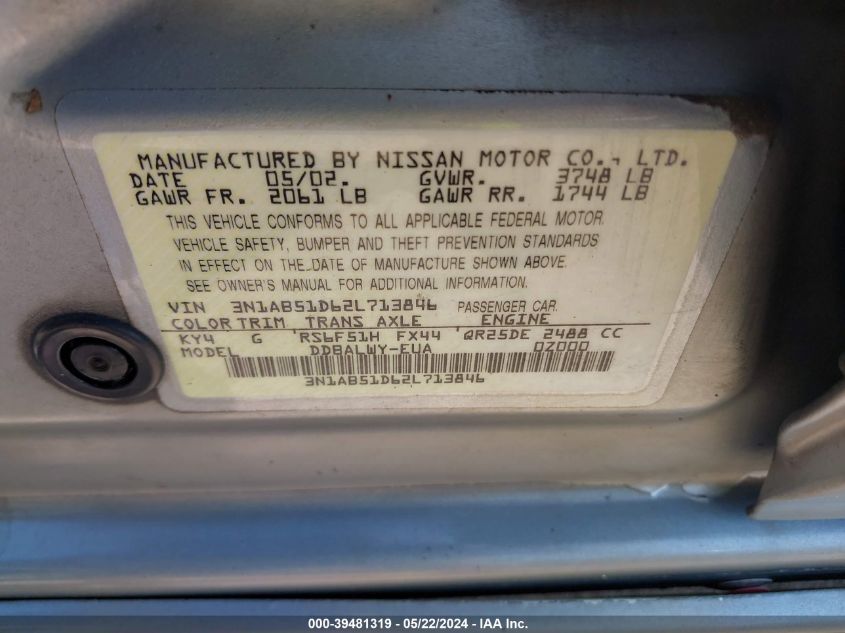 MANUFACTURED BY NISSAN MOTOR CO., LTD.
DATE 05/02. GVWR. 3748 LB
GAWR FR. 2061 LB GAWR RR. 1744 LB
THIS VEHICLE CONFORMS TO ALL APPLICABLE FEDERAL MOTOR
VEHICLE SAFETY, BUMPER AND THEFT PREVENTION STANDARDS
IN EFFECT ON THE DATE OF MANUFACTURE SHOWN ABOVE.
SEE OWNER'S MANUAL FOR ADDITIONAL INFORMATION.
VIN 3N1AB51D62L713846 PASSENGER CAR
COLOR TRIM TRANS AXLE ENGINE
KY4 G RS6F51H FX44 QR25DE 2488 CC
MODEL DDBALWY-EUA 0Z000
3N1AB51D62L713846
000-39481319 - 05/22/2024 - IAA Inc.